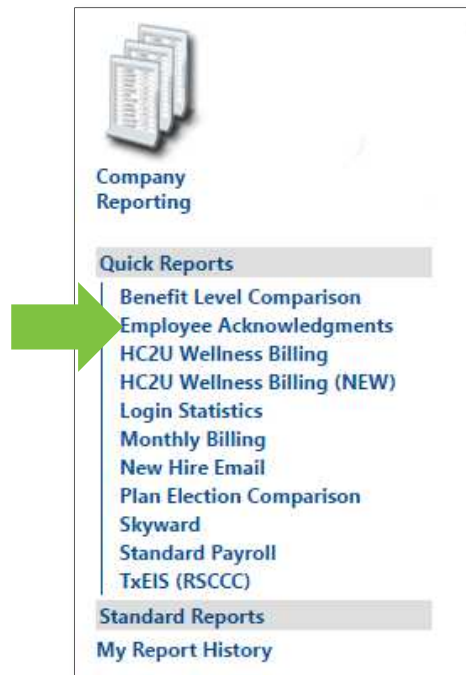 Company
Reporting
Quick Reports
Benefit Level Comparison
Employee Acknowledgments
HC2U Wellness Billing
HC2U Wellness Billing (NEW)
Login Statistics
Monthly Billing
New Hire Email
Plan Election Comparison
Skyward
Standard Payroll
TxEIS (RSCCC)
Standard Reports
My Report History